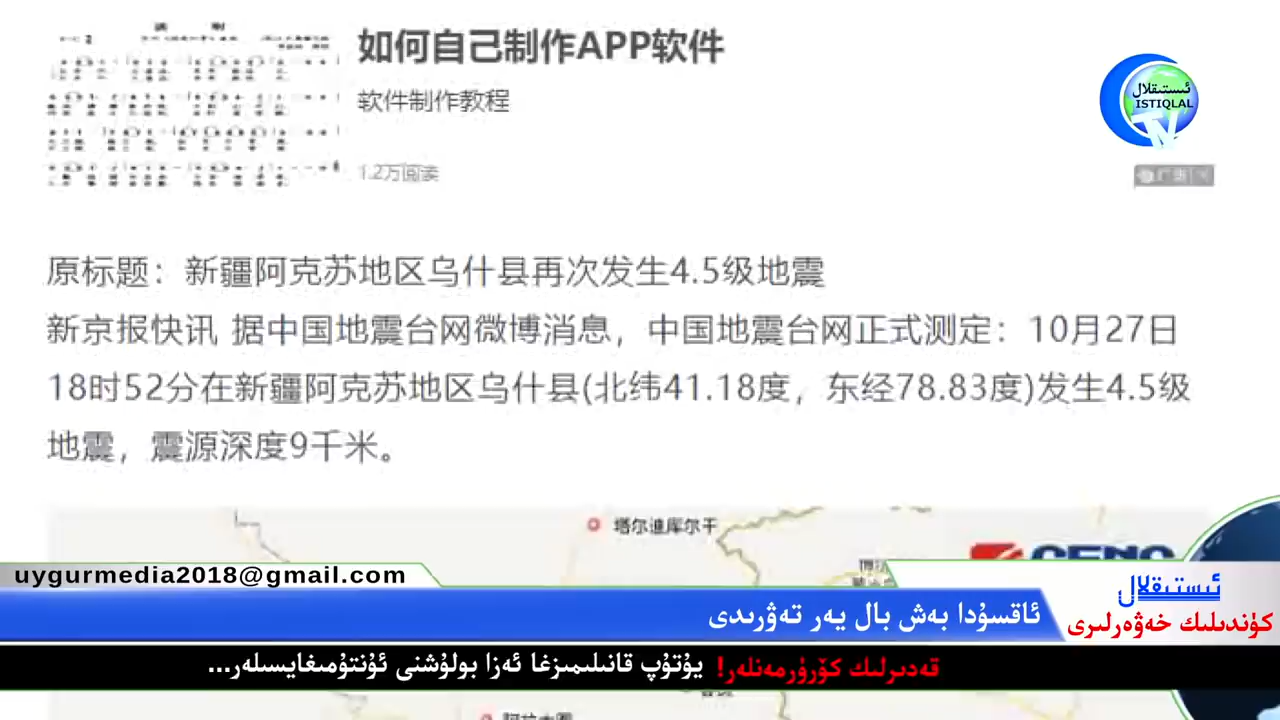 如何自己制作APP软件
软件制作教程
1.2万阅读
ئىستىقلال
ISTIQLAL
TV
原标题：新疆阿克苏地区乌什县再次发生4.5级地震
新京报快讯 据中国地震台网微博消息，中国地震台网正式测定：10月27日
18时52分在新疆阿克苏地区乌什县(北纬41.18度，东经78.83度)发生4.5级
地震，震源深度9千米。
塔尔迪库尔干
CENC
uygurmedia2018@gmail.com
ئىستىقلال
كۈندىلىك خەۋەرلىرى
ئاقسۇدا بەش بال يەر تەۋرىدى
قەدىرلىك كۆرۈرمەنلەر! يۇتۇپ قانىلىمىزغا ئەزا بولۇشنى ئۇنتۇمىغايسىلەر...